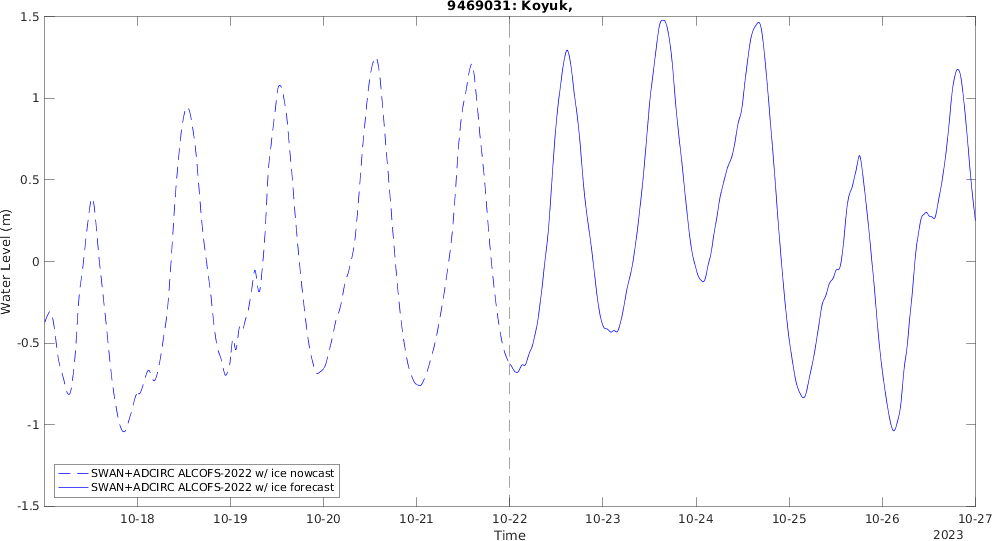 9469031: Koyuk,
1.5
1
0.5
0
-0.5
-1
-1.5
Water Level (m)
SWAN+ADCIRC ALCOFS-2022 w/ ice nowcast
SWAN+ADCIRC ALCOFS-2022 w/ ice forecast
10-18 10-19 10-20 10-21 10-22 10-23 10-24 10-25 10-26 10-27
Time
2023